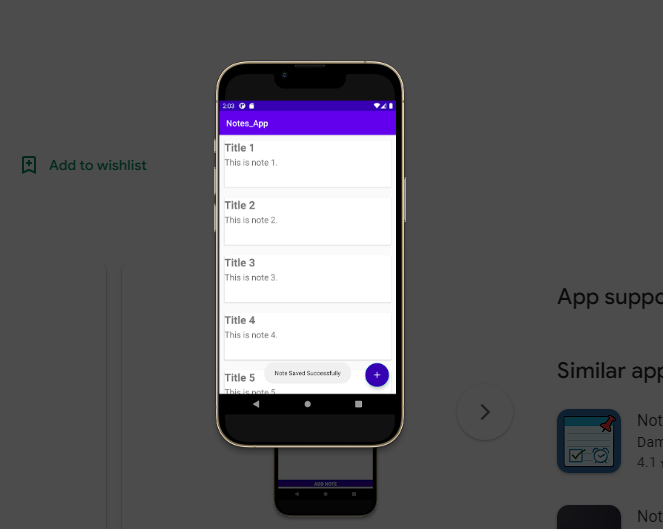 2:03
Notes_App
Title 1
This is note 1.
Add to wishlist
Title 2
This is note 2.
Title 3
This is note 3.
App suppo
Title 4
This is note 4.
Similar app
Note Saved Successfully
Title 5
This is note 5.
Not
Dam
4.1
ADD NOTE
Not